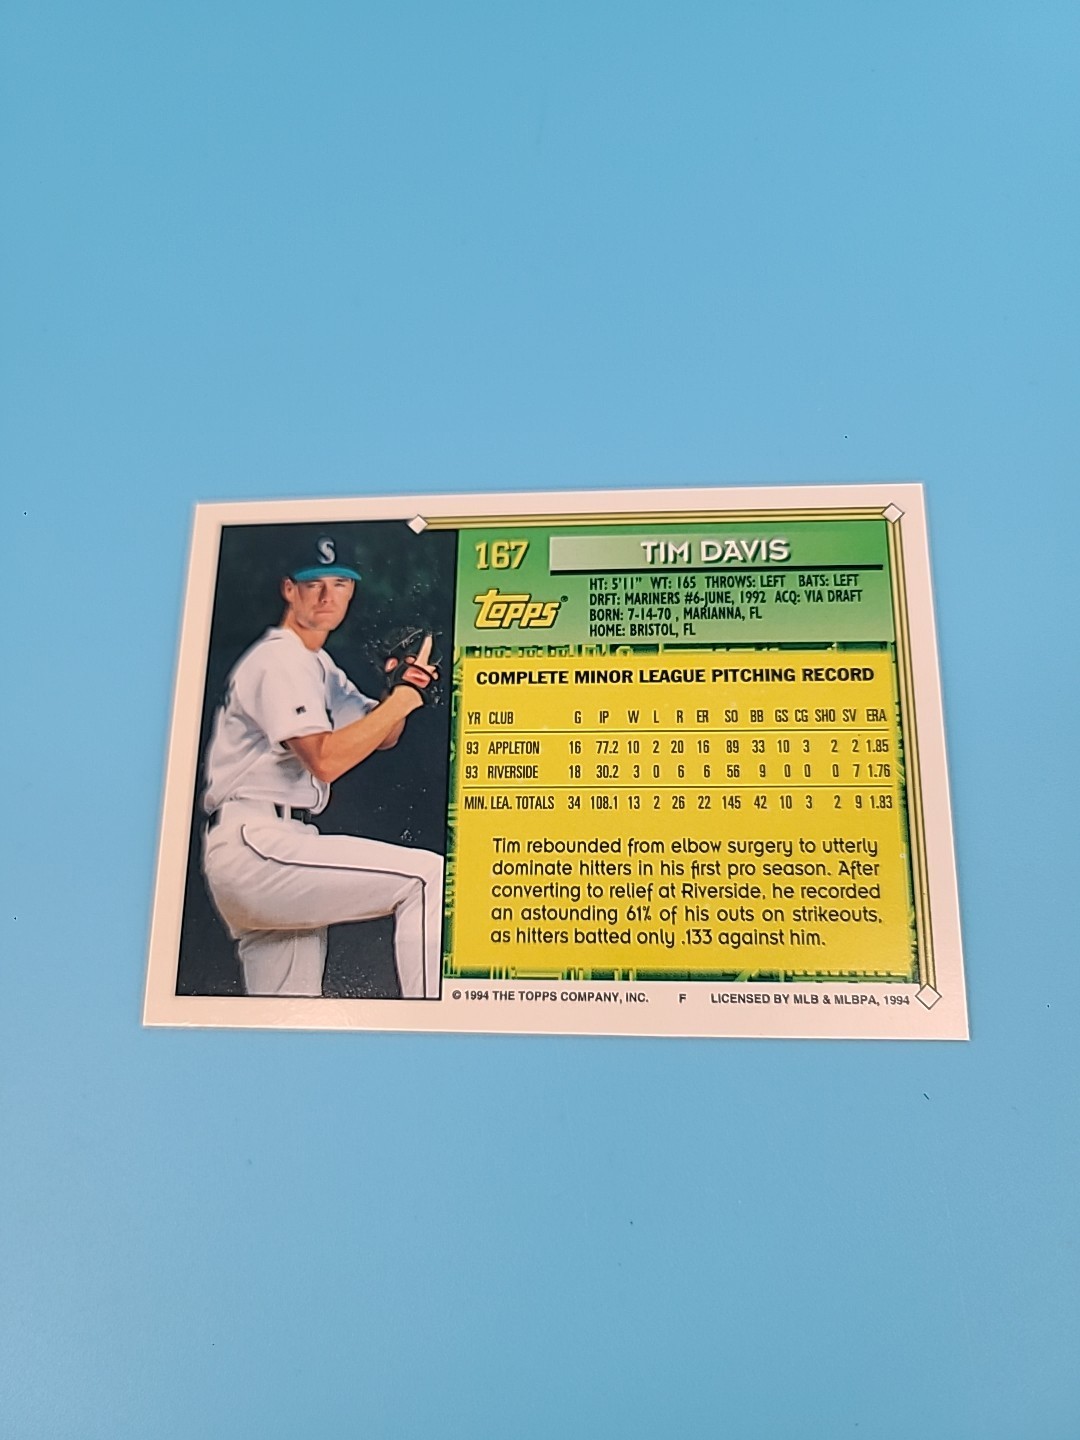 S
167
TIM DAVIS
Topps®
HT: 5'11" WT: 165 THROWS: LEFT BATS: LEFT
DRFT: MARINERS #6-JUNE, 1992 ACQ: VIA DRAFT
BORN: 7-14-70 , MARIANNA, FL
HOME: BRISTOL, FL
COMPLETE MINOR LEAGUE PITCHING RECORD
YR CLUB G IP W L R ER SO BB GS CG SHO SV ERA
93 APPLETON 16 77.2 10 2 20 16 89 33 10 3 2 2 1.85
93 RIVERSIDE 18 30.2 3 0 6 6 56 9 0 0 0 7 1.76
MIN. LEA. TOTALS 34 108.1 13 2 26 22 145 42 10 3 2 9 1.83
Tim rebounded from elbow surgery to utterly
dominate hitters in his first pro season. After
converting to relief at Riverside, he recorded
an astounding 61% of his outs on strikeouts,
as hitters batted only .133 against him.
© 1994 THE TOPPS COMPANY, INC. F LICENSED BY MLB & MLBPA, 1994